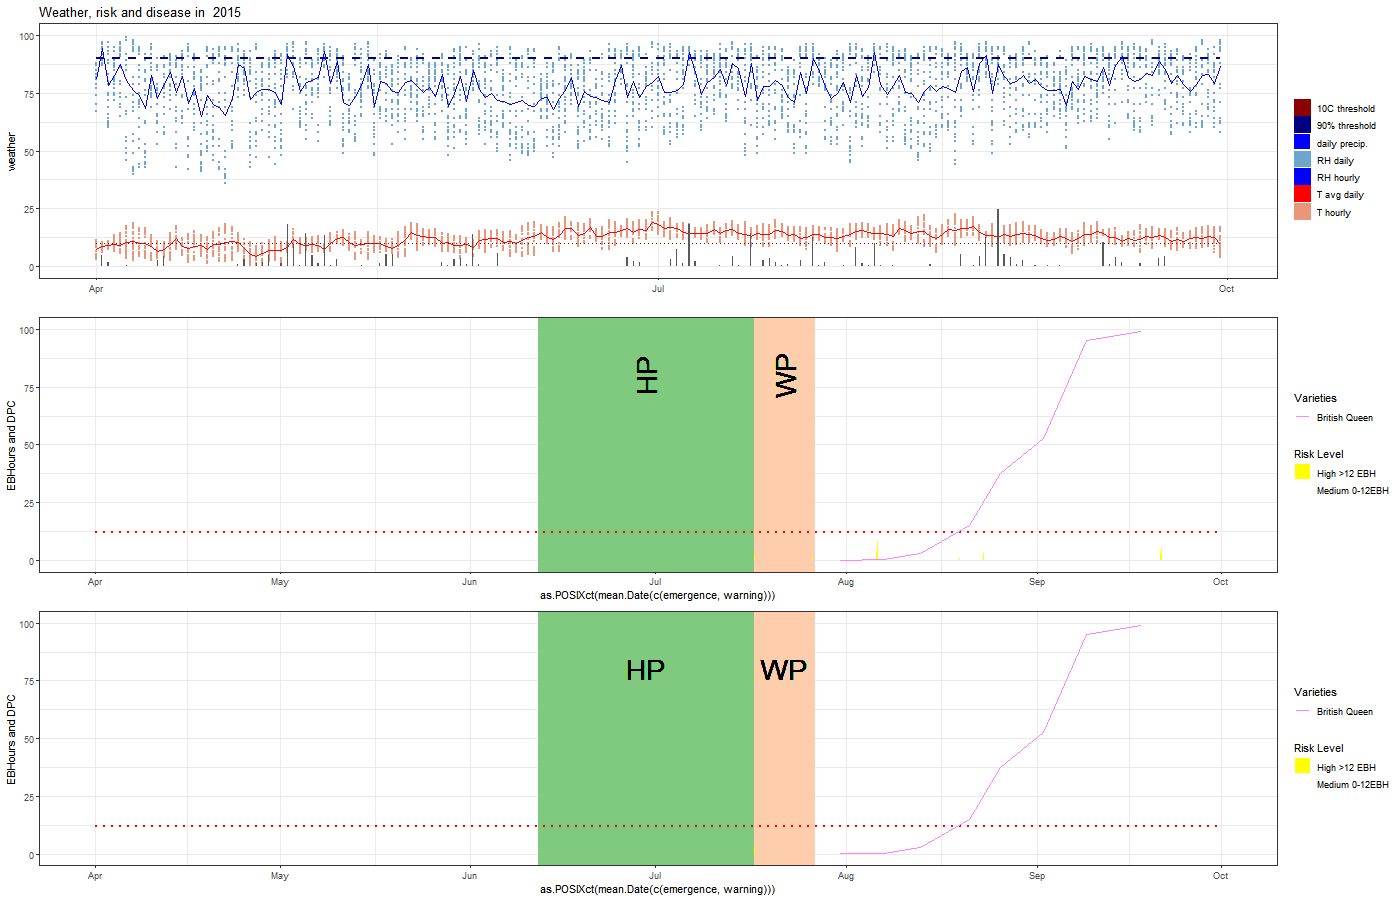 Weather, risk and disease in  2015
weather
100
75
50
25
0
Apr
Jul
Oct
10C threshold
90% threshold
daily precip.
RH daily
RH hourly
T avg daily
T hourly
EBHours and DPC
100
75
50
25
0
HP
WP
Apr
May
Jun
Jul
Aug
Sep
Oct
as.POSIXct(mean.Date(c(emergence, warning)))
Varieties
British Queen
Risk Level
High >12 EBH
Medium 0-12EBH
EBHours and DPC
100
75
50
25
0
HP
WP
Apr
May
Jun
Jul
Aug
Sep
Oct
as.POSIXct(mean.Date(c(emergence, warning)))
Varieties
British Queen
Risk Level
High >12 EBH
Medium 0-12EBH